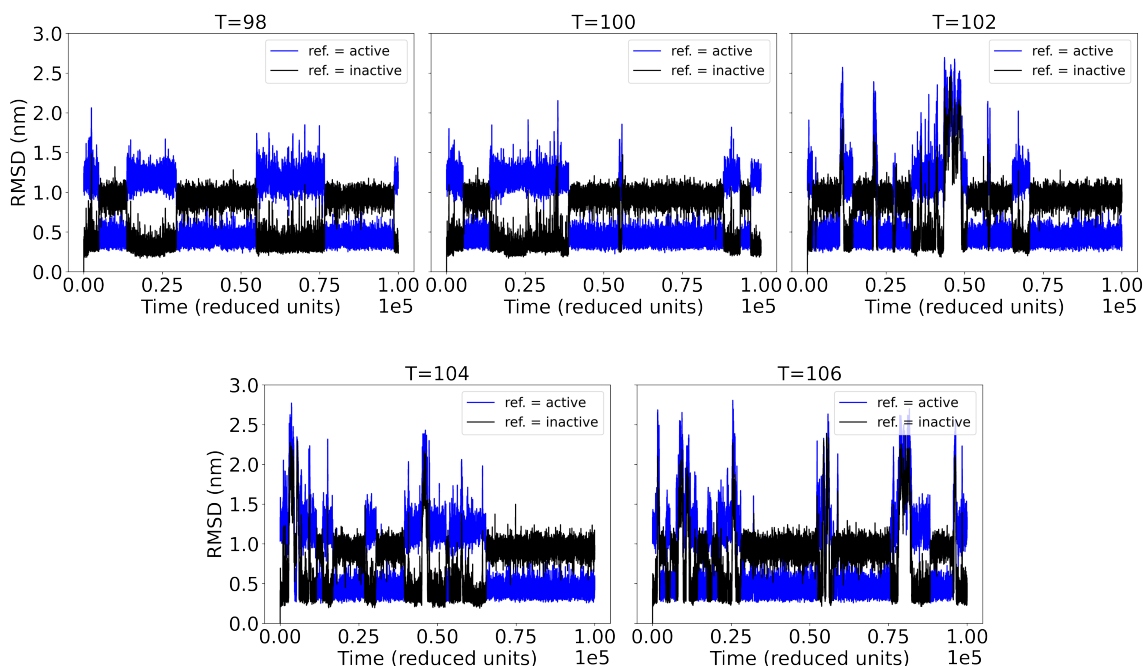 T=98
T=100
T=102
RMSD (nm)
3.0
2.5
2.0
1.5
1.0
0.5
0.0
ref. = active
ref. = inactive
ref. = active
ref. = inactive
ref. = active
ref. = inactive
0.00 0.25 0.50 0.75 1.00
Time (reduced units) 1e5
0.00 0.25 0.50 0.75 1.00
Time (reduced units) 1e5
0.00 0.25 0.50 0.75 1.00
Time (reduced units) 1e5
T=104
T=106
RMSD (nm)
3.0
2.5
2.0
1.5
1.0
0.5
0.0
ref. = active
ref. = inactive
ref. = active
ref. = inactive
0.00 0.25 0.50 0.75 1.00
Time (reduced units) 1e5
0.00 0.25 0.50 0.75 1.00
Time (reduced units) 1e5